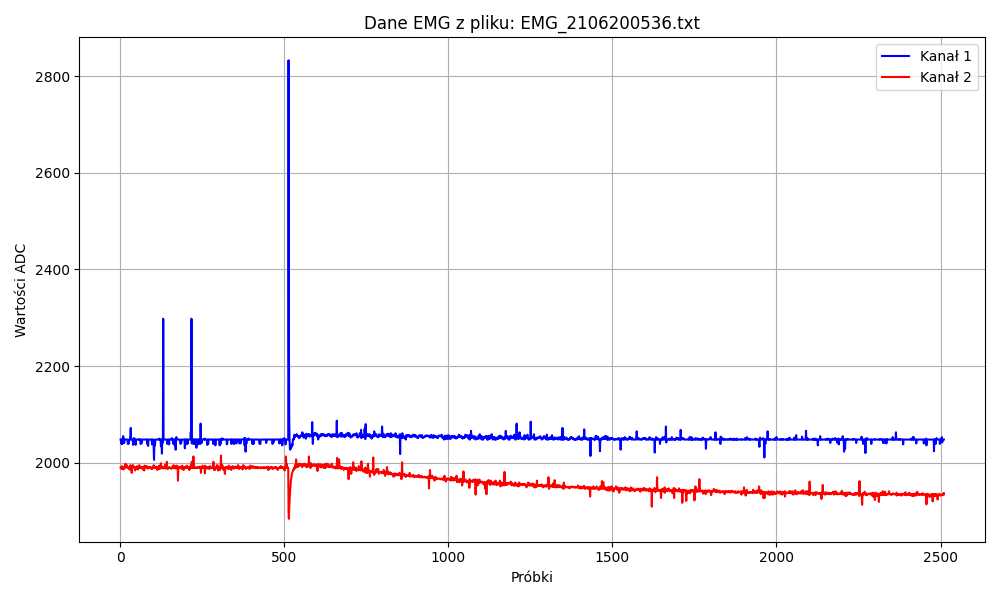 Dane EMG z pliku: EMG_2106200536.txt
Kanał 1
Kanał 2
Wartości ADC
2800
2600
2400
2200
2000
0
500
1000
1500
2000
2500
Próbki